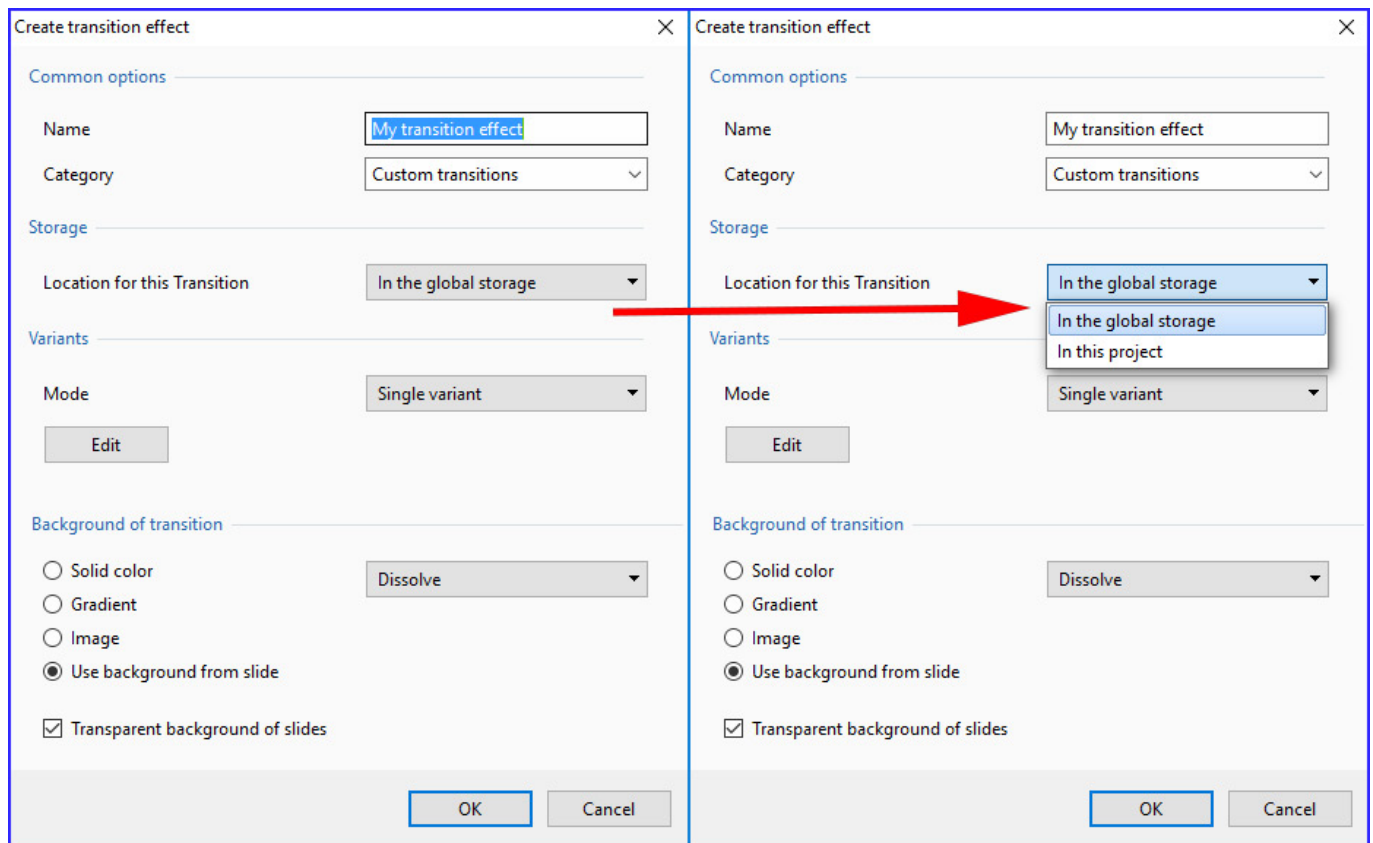 Create transition effect
Common options
Name My transition effect
Category Custom transitions
Storage
Location for this Transition In the global storage
Variants
Mode Single variant
Edit
Background of transition
Solid color Dissolve
Gradient
Image
Use background from slide
Transparent background of slides
OK Cancel
Create transition effect
Common options
Name My transition effect
Category Custom transitions
Storage
Location for this Transition In the global storage
In the global storage
Variants
In this project
Mode Single variant
Edit
Background of transition
Solid color Dissolve
Gradient
Image
Use background from slide
Transparent background of slides
OK Cancel